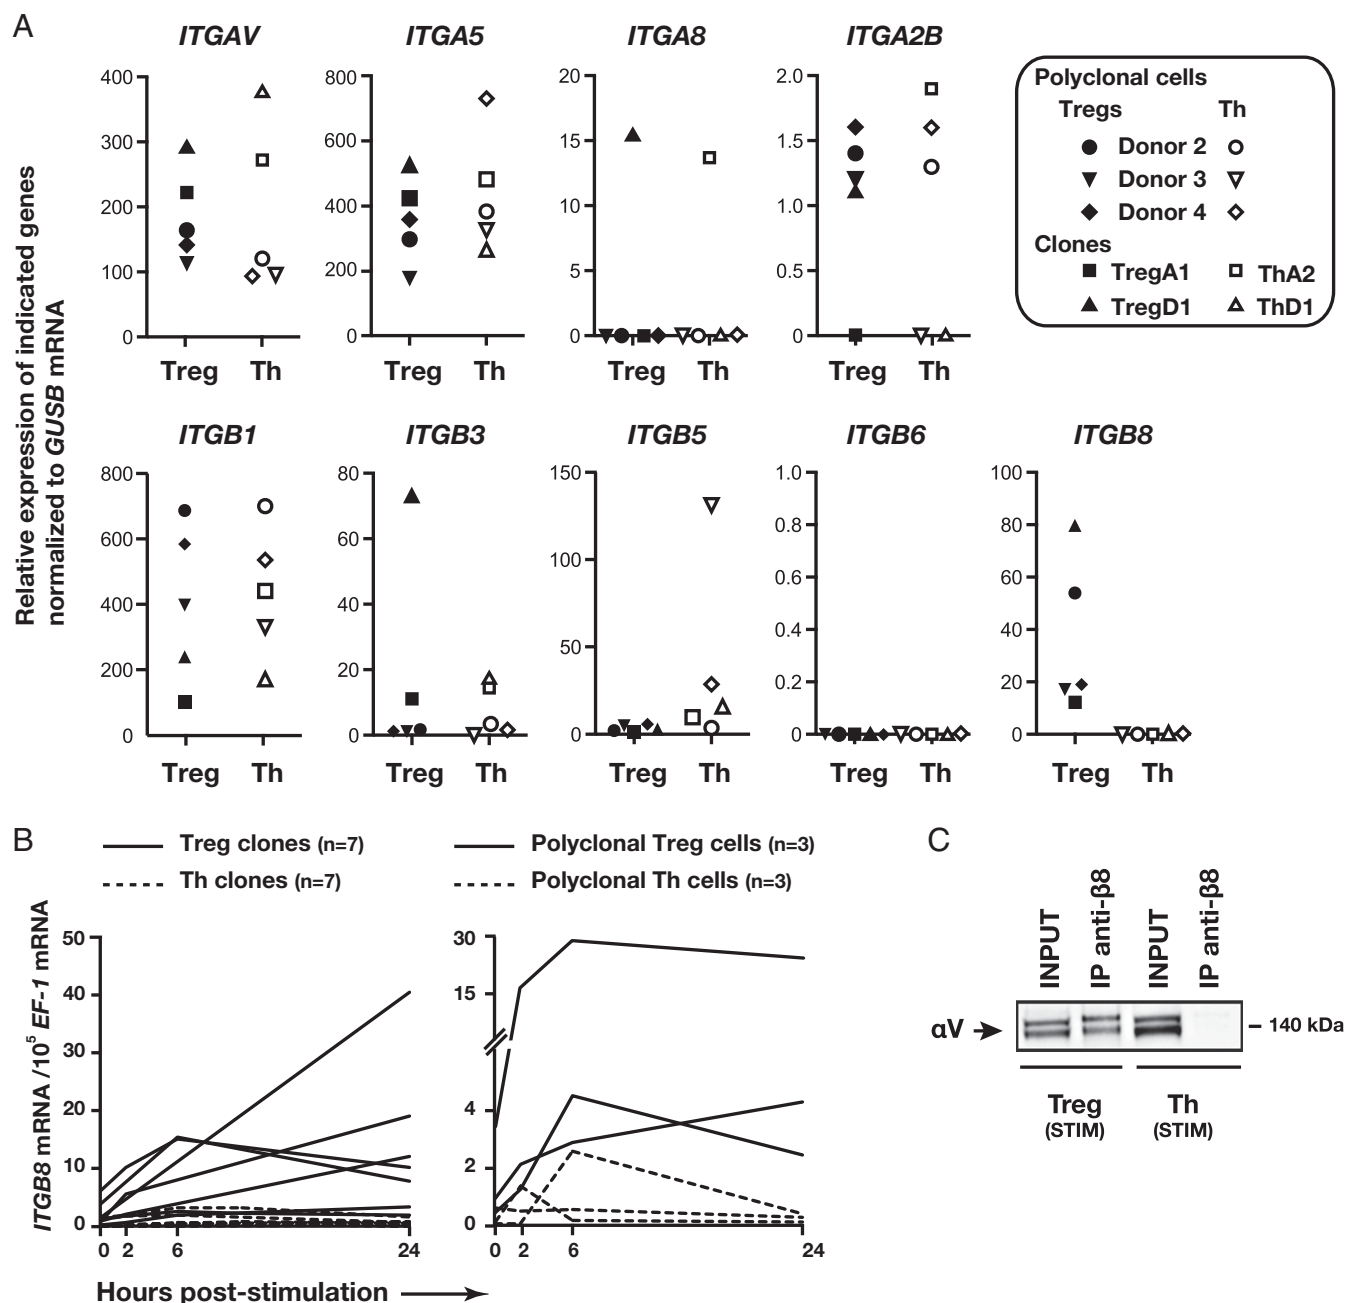 A
ITGAV
ITGA5
ITGA8
ITGA2B
Relative expression of indicated genes
normalized to GUSB mRNA
400
300
200
100
0
Treg Th
800
600
400
200
0
Treg Th
20
15
10
5
0
Treg Th
2.0
1.5
1.0
0.5
0
Treg Th
Polyclonal cells
Tregs Th
Donor 2
Donor 3
Donor 4
Clones
TregA1 ThA2
TregD1 ThD1
ITGB1
ITGB3
ITGB5
ITGB6
ITGB8
800
600
400
200
0
Treg Th
80
60
40
20
0
Treg Th
150
100
50
0
Treg Th
1.0
0.8
0.6
0.4
0.2
0
Treg Th
100
80
60
40
20
0
Treg Th
B
Treg clones (n=7)
Th clones (n=7)
Polyclonal Treg cells (n=3)
Polyclonal Th cells (n=3)
ITGB8 mRNA /10⁵ EF-1 mRNA
50
40
30
20
10
0
0 2 6 24
30
15
4
2
0
0 2 6 24
Hours post-stimulation
C
INPUT
IP anti-β8
INPUT
IP anti-β8
αV
140 kDa
Treg
(STIM)
Th
(STIM)